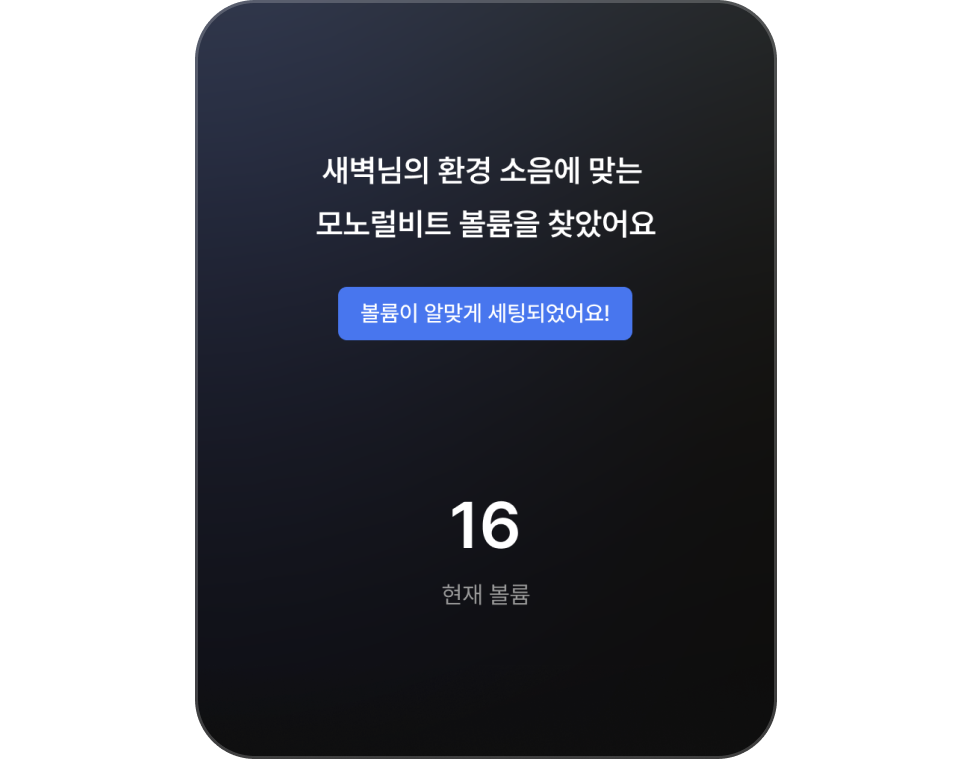 새벽님의 환경 소음에 맞는
모노럴비트 볼륨을 찾았어요
볼륨이 알맞게 세팅되었어요!
16
현재 볼륨